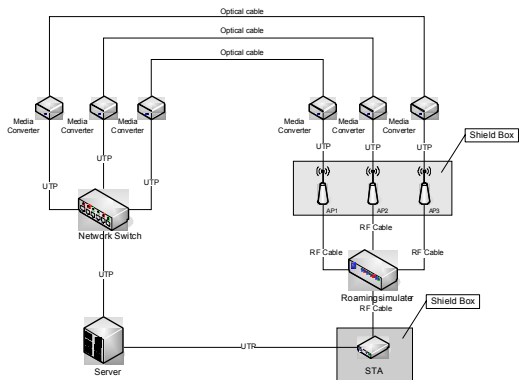 Optical cable
Optical cable
Optical cable
Media
Converter
Media
Converter
Media
Converter
Media
Converter
Media
Converter
Media
Converter
Shield Box
UTP
UTP
UTP
UTP
UTP
UTP
AP1
AP2
AP3
Network Switch
RF Cable
RF Cable
RF Cable
UTP
Roamingsimulater
RF Cable
Shield Box
UTP
Server
STA